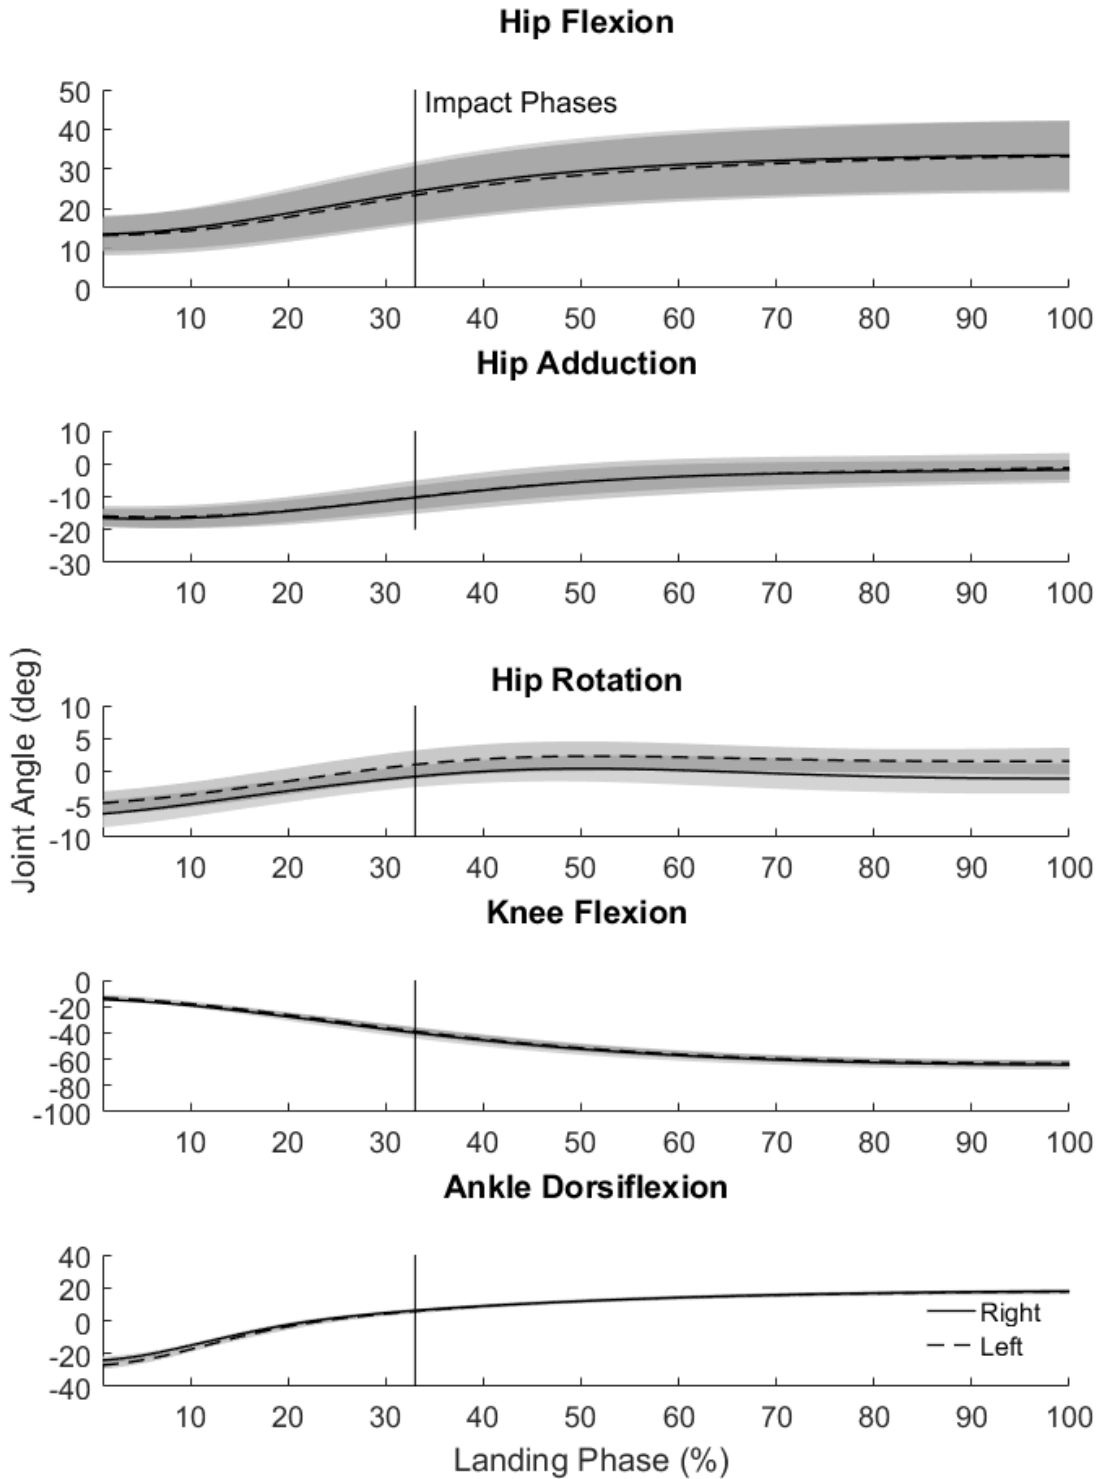 Hip Flexion
Impact Phases
50
40
30
20
10
0
10 20 30 40 50 60 70 80 90 100
Hip Adduction
10
0
-10
-20
-30
10 20 30 40 50 60 70 80 90 100
Joint Angle (deg)
Hip Rotation
10
5
0
-5
-10
10 20 30 40 50 60 70 80 90 100
Knee Flexion
0
-20
-40
-60
-80
-100
10 20 30 40 50 60 70 80 90 100
Ankle Dorsiflexion
40
20
0
-20
-40
Right
Left
10 20 30 40 50 60 70 80 90 100
Landing Phase (%)